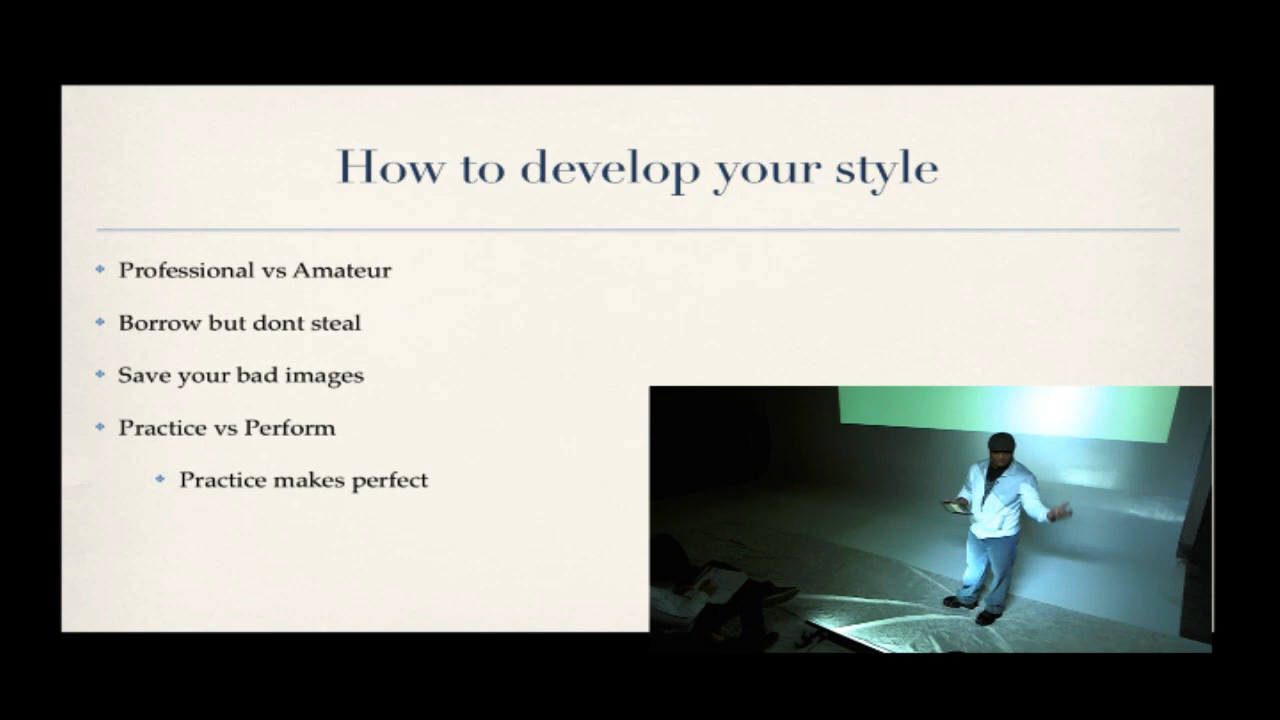 How to develop your style
Professional vs Amateur
Borrow but dont steal
Save your bad images
Practice vs Perform
Practice makes perfect